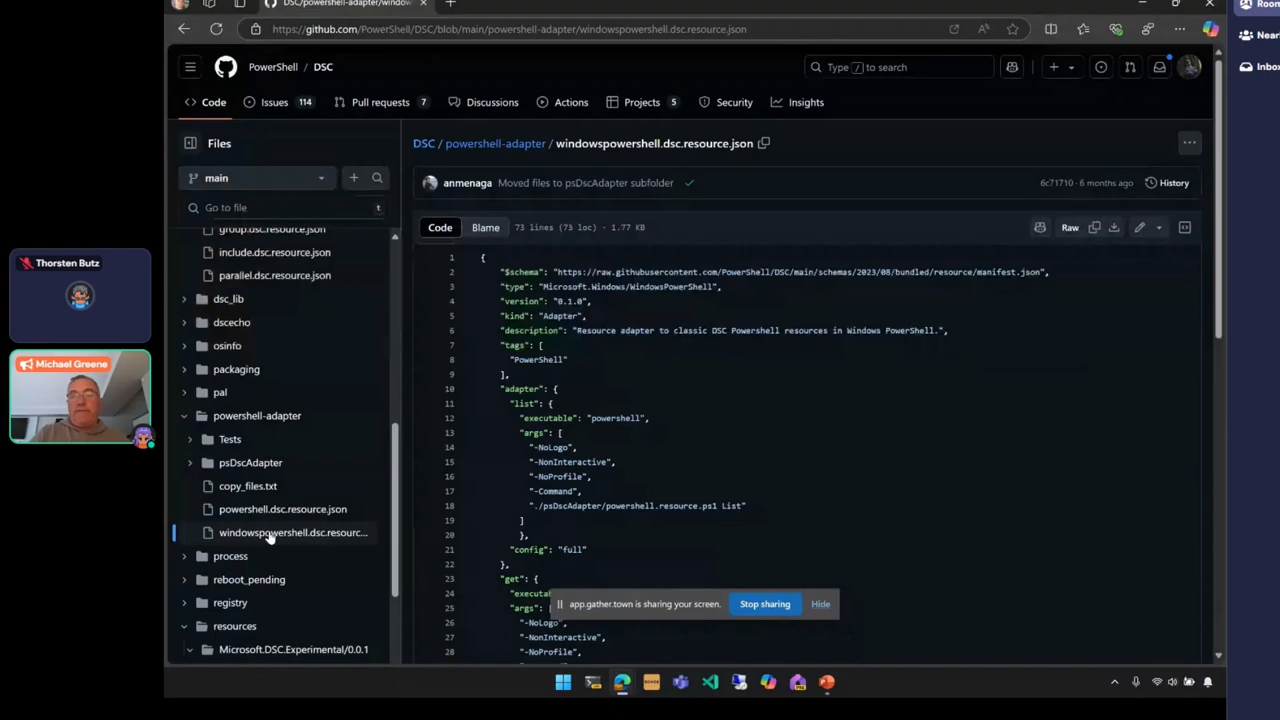 DSC/powershell-adapter/window
https://github.com/PowerShell/DSC/blob/main/powershell-adapter/windowspowershell.dsc.resource.json
PowerShell / DSC
Type / to search
Code
Issues 114
Pull requests 7
Discussions
Actions
Projects 5
Security
Insights
Files
main
Go to file
t
group.dsc.resource.json
include.dsc.resource.json
parallel.dsc.resource.json
dsc_lib
dscecho
osinfo
packaging
pal
powershell-adapter
Tests
psDscAdapter
copy_files.txt
powershell.dsc.resource.json
windowspowershell.dsc.resourc...
process
reboot_pending
registry
resources
Microsoft.DSC.Experimental/0.0.1
DSC / powershell-adapter / windowspowershell.dsc.resource.json
anmenaga Moved files to psDscAdapter subfolder
6c71710 · 6 months ago
History
Code
Blame
73 lines (73 loc) · 1.77 KB
Raw
1 {
2 "$schema": "https://raw.githubusercontent.com/PowerShell/DSC/main/schemas/2023/08/bundled/resource/manifest.json",
3 "type": "Microsoft.Windows/WindowsPowerShell",
4 "version": "0.1.0",
5 "kind": "Adapter",
6 "description": "Resource adapter to classic DSC Powershell resources in Windows PowerShell.",
7 "tags": [
8 "PowerShell"
9 ],
10 "adapter": {
11 "list": {
12 "executable": "powershell",
13 "args": [
14 "-NoLogo",
15 "-NonInteractive",
16 "-NoProfile",
17 "-Command",
18 "./psDscAdapter/powershell.resource.ps1 List"
19 ]
20 },
21 "config": "full"
22 },
23 "get": {
24 "executab
25 "args": [
26 "-NoLogo",
27 "-NonInteractive",
28 "-NoProfile",
app.gather.town is sharing your screen.
Stop sharing
Hide
Thorsten Butz
Michael Greene
Room
Near
Inbox